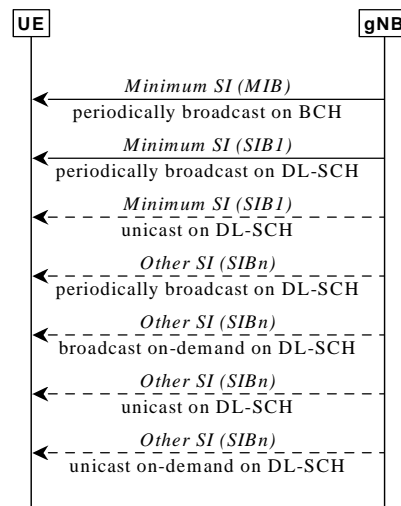 UE gNB
Minimum SI (MIB)
periodically broadcast on BCH
Minimum SI (SIB1)
periodically broadcast on DL-SCH
Minimum SI (SIB1)
unicast on DL-SCH
Other SI (SIBn)
periodically broadcast on DL-SCH
Other SI (SIBn)
broadcast on-demand on DL-SCH
Other SI (SIBn)
unicast on DL-SCH
Other SI (SIBn)
unicast on-demand on DL-SCH